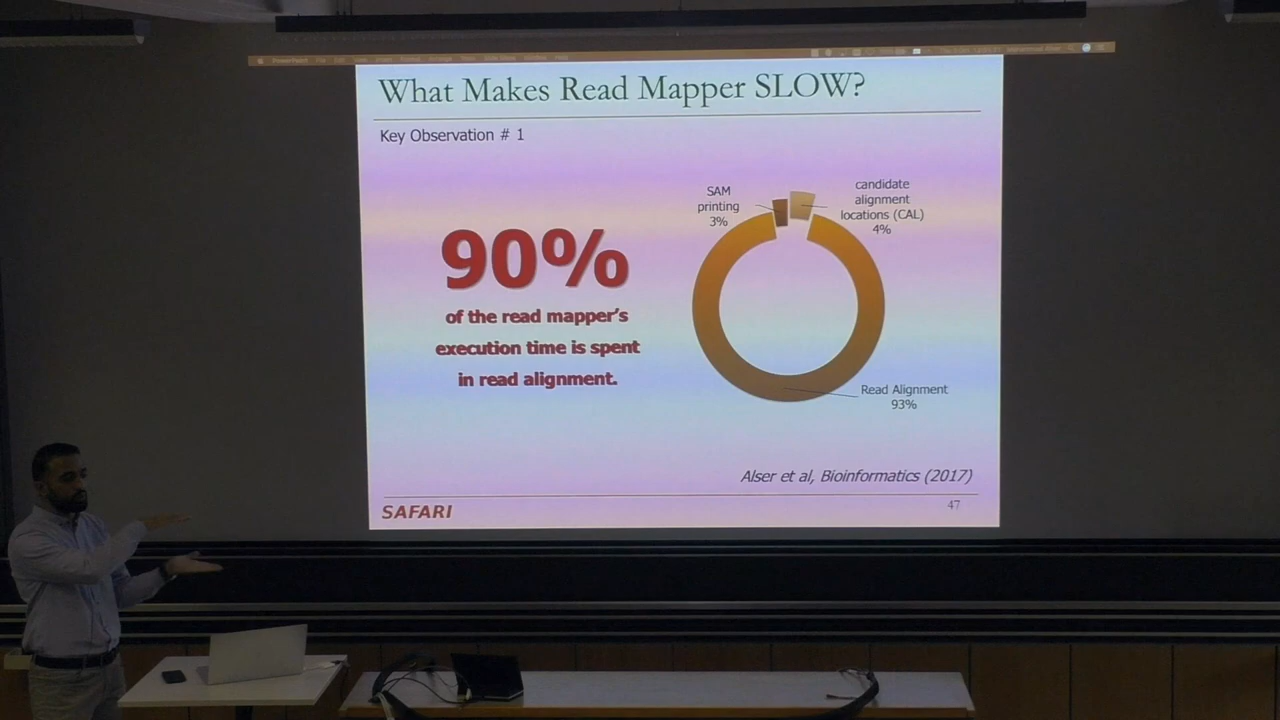 PowerPoint
What Makes Read Mapper SLOW?
Key Observation # 1
90%
of the read mapper's
execution time is spent
in read alignment.
SAM
printing
3%
candidate
alignment
locations (CAL)
4%
Read Alignment
93%
Alser et al, Bioinformatics (2017)
SAFARI
47